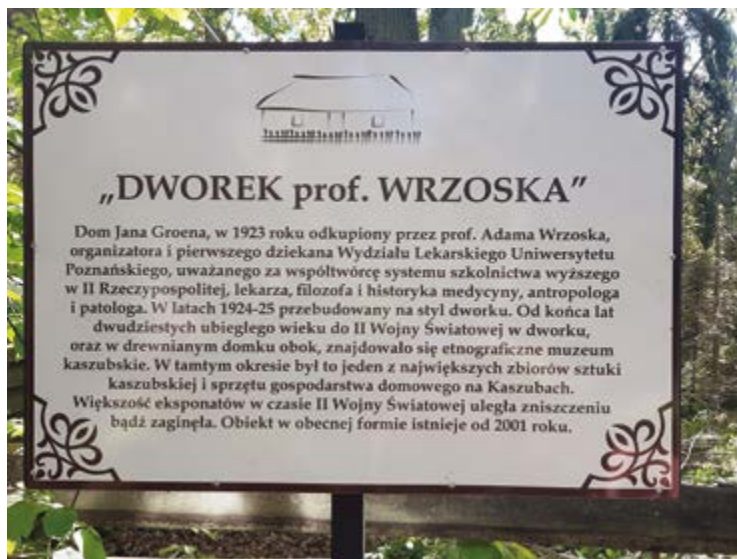 „DWOREK prof. WRZOSKA”
Dom Jana Groena, w 1923 roku odkupiony przez prof. Adama Wrzoska,
organizatora i pierwszego dziekana Wydziału Lekarskiego Uniwersytetu
Poznańskiego, uważanego za współtwórcę systemu szkolnictwa wyższego
w II Rzeczypospolitej, lekarza, filozofa i historyka medycyny, antropologa
i patologa. W latach 1924-25 przebudowany na styl dworku. Od końca lat
dwudziestych ubiegłego wieku do II Wojny Światowej w dworku,
oraz w drewnianym domku obok, znajdowało się etnograficzne muzeum
kaszubskie. W tamtym okresie był to jeden z największych zbiorów sztuki
kaszubskiej i sprzętu gospodarstwa domowego na Kaszubach.
Większość eksponatów w czasie II Wojny Światowej uległa zniszczeniu
bądź zaginęła. Obiekt w obecnej formie istnieje od 2001 roku.